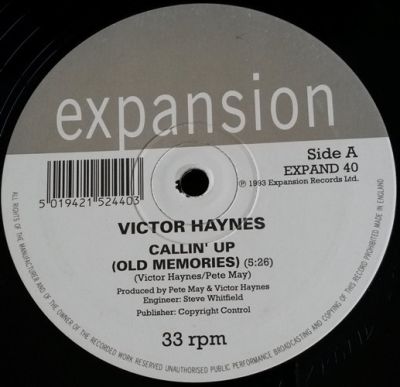 expansion
Side A
EXPAND 40
℗ 1993 Expansion Records Ltd.
5 019421 524403
VICTOR HAYNES
CALLIN' UP
(OLD MEMORIES) (5:26)
(Victor Haynes/Pete May)
Produced by Pete May & Victor Haynes
Engineer: Steve Whitfield
Publisher: Copyright Control
33 rpm
ALL RIGHTS OF THE MANUFACTURER AND OF THE OWNER OF THE RECORDED WORK RESERVED UNAUTHORISED PUBLIC PERFORMANCE BROADCASTING AND COPYING OF THIS RECORD PROHIBITED MADE IN ENGLAND